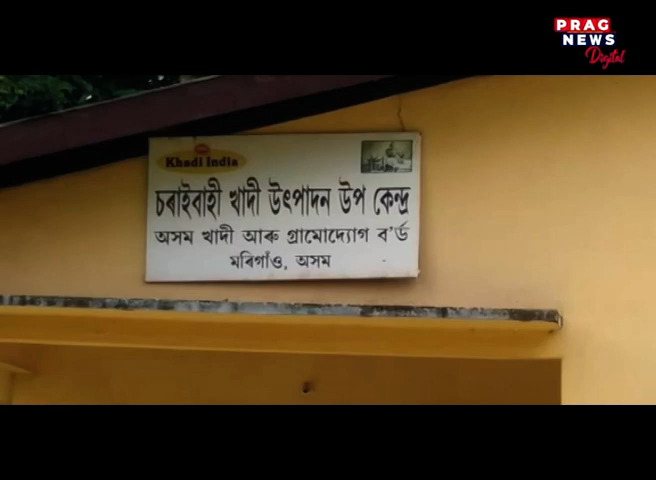 PRAG
NEWS
Digital
Khadi India
চৰাইবাহী খাদী উৎপাদন উপ কেন্দ্ৰ
অসম খাদী আৰু গ্ৰামোদ্যোগ ব'ৰ্ড
মৰিগাঁও, অসম